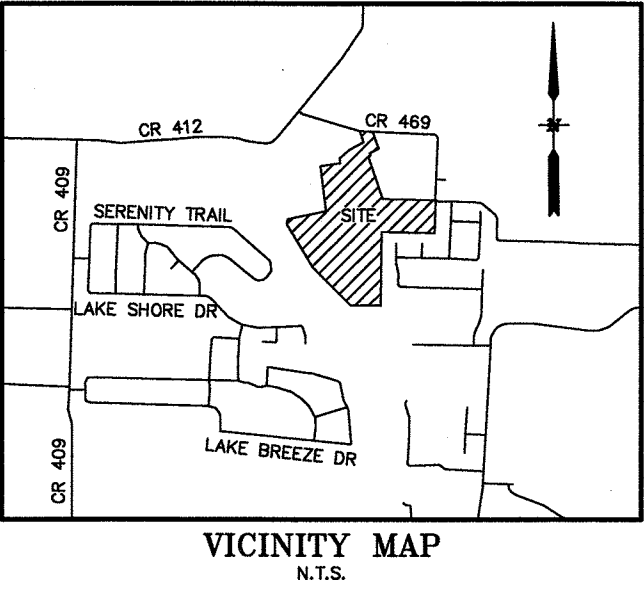 CR 412
CR 469
CR 409
SERENITY TRAIL
SITE
N
LAKE SHORE DR
LAKE BREEZE DR
CR 409
VICINITY MAP
N.T.S.